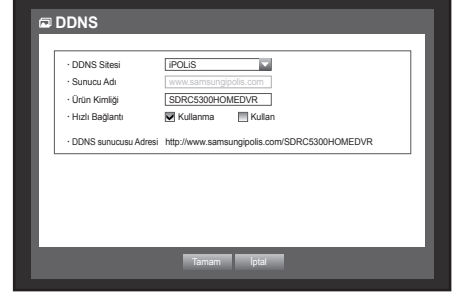 DDNS
· DDNS Sitesi iPOLiS
· Sunucu Adı www.samsungipolis.com
· Ürün Kimliği SDRC5300HOMEDVR
· Hızlı Bağlantı Kullanma Kullan
· DDNS sunucusu Adresi http://www.samsungipolis.com/SDRC5300HOMEDVR
Tamam İptal